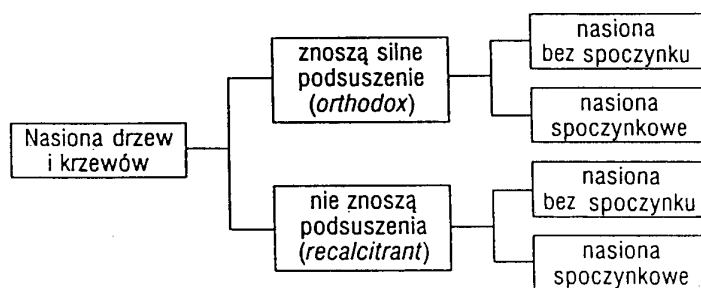 Nasiona drzew
i krzewów
znoszą silne
podsuszenie
(orthodox)
nasiona
bez spoczynku
nasiona
spoczynkowe
nie znoszą
podsuszenia
(recalcitrant)
nasiona
bez spoczynku
nasiona
spoczynkowe